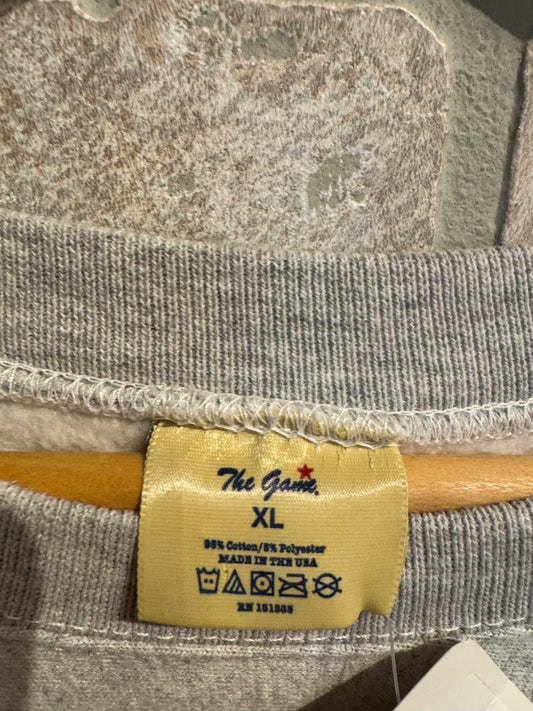 The Game.
XL
95% Cotton/5% Polyester
MADE IN THE USA
RN 151535